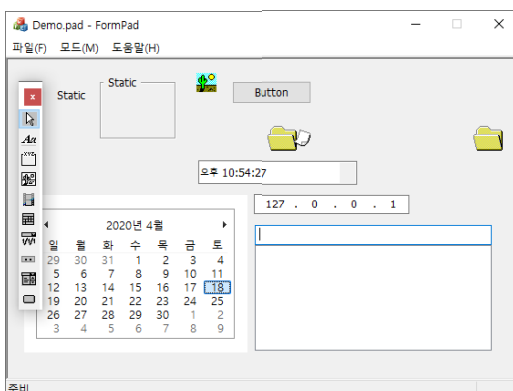 Demo.pad - FormPad
파일(F) 모드(M) 도움말(H)
Static
Static
Button
x
Aa
XYZ
오후 10:54:27
127 . 0 . 0 . 1
2020년 4월
일 월 화 수 목 금 토
29 30 31 1 2 3 4
5 6 7 8 9 10 11
12 13 14 15 16 17 18
19 20 21 22 23 24 25
26 27 28 29 30 1 2
3 4 5 6 7 8 9
준비